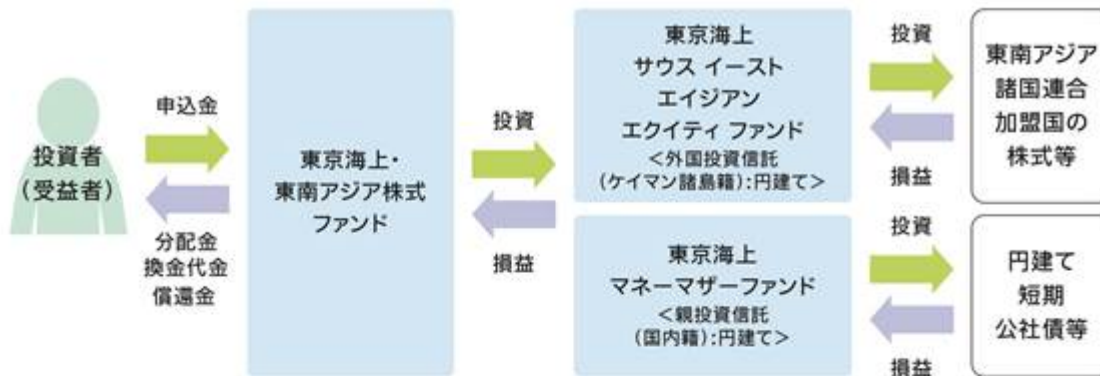 申込金
投資者
（受益者）
分配金
換金代金
償還金
東京海上・
東南アジア株式
ファンド
投資
損益
東京海上
サウス イースト
エイジアン
エクイティ ファンド
＜外国投資信託
（ケイマン諸島籍）：円建て＞
投資
損益
東南アジア
諸国連合
加盟国の
株式等
東京海上
マネーマザーファンド
＜親投資信託
（国内籍）：円建て＞
投資
損益
円建て
短期
公社債等